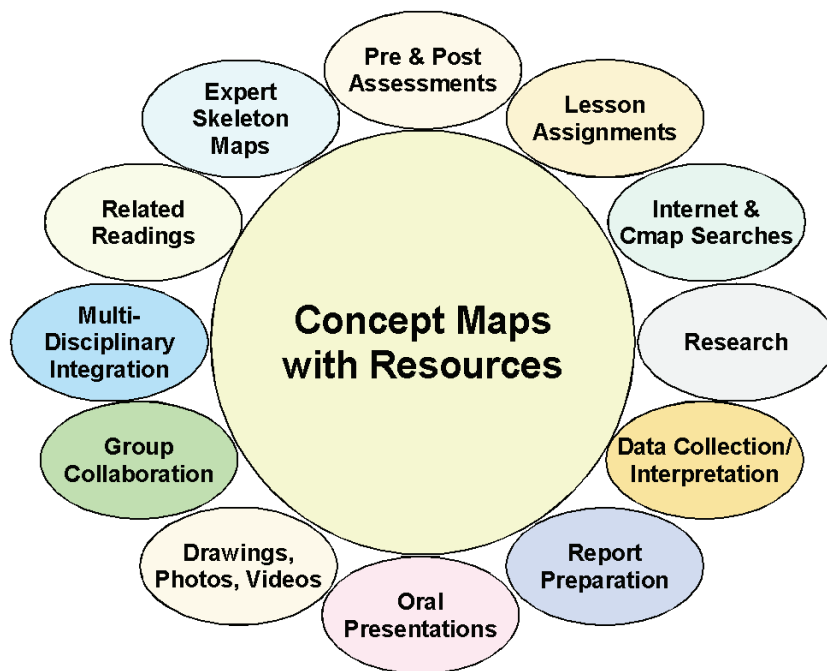 Pre & Post
Assessments
Lesson
Assignments
Internet &
Cmap Searches
Research
Data Collection/
Interpretation
Report
Preparation
Oral
Presentations
Drawings,
Photos, Videos
Group
Collaboration
Multi-
Disciplinary
Integration
Related
Readings
Expert
Skeleton
Maps
Concept Maps
with Resources